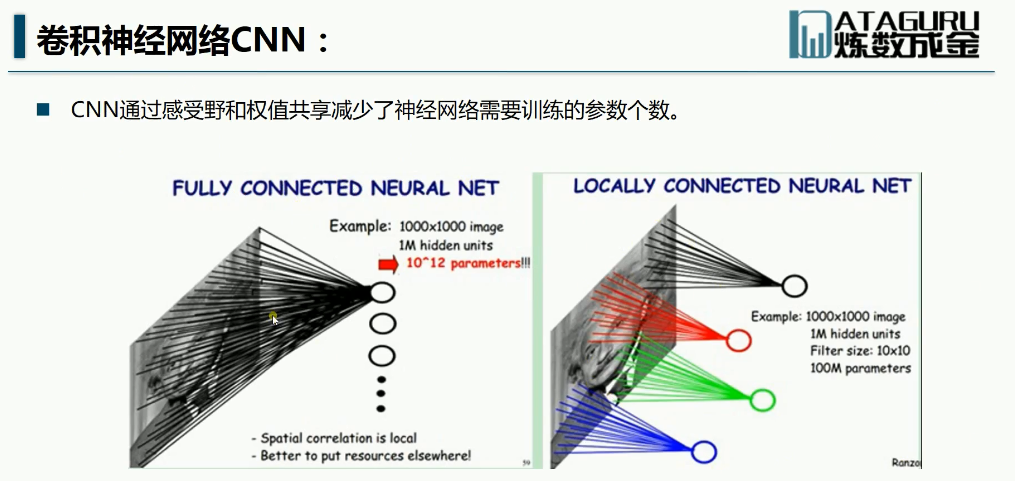 卷积神经网络CNN：
ATAGURU
炼数成金
CNN通过感受野和权值共享减少了神经网络需要训练的参数个数。
FULLY CONNECTED NEURAL NET
Example: 1000x1000 image
1M hidden units
10^12 parameters!!!
- Spatial correlation is local
- Better to put resources elsewhere!
59
LOCALLY CONNECTED NEURAL NET
Example: 1000x1000 image
1M hidden units
Filter size: 10x10
100M parameters
Ranzo